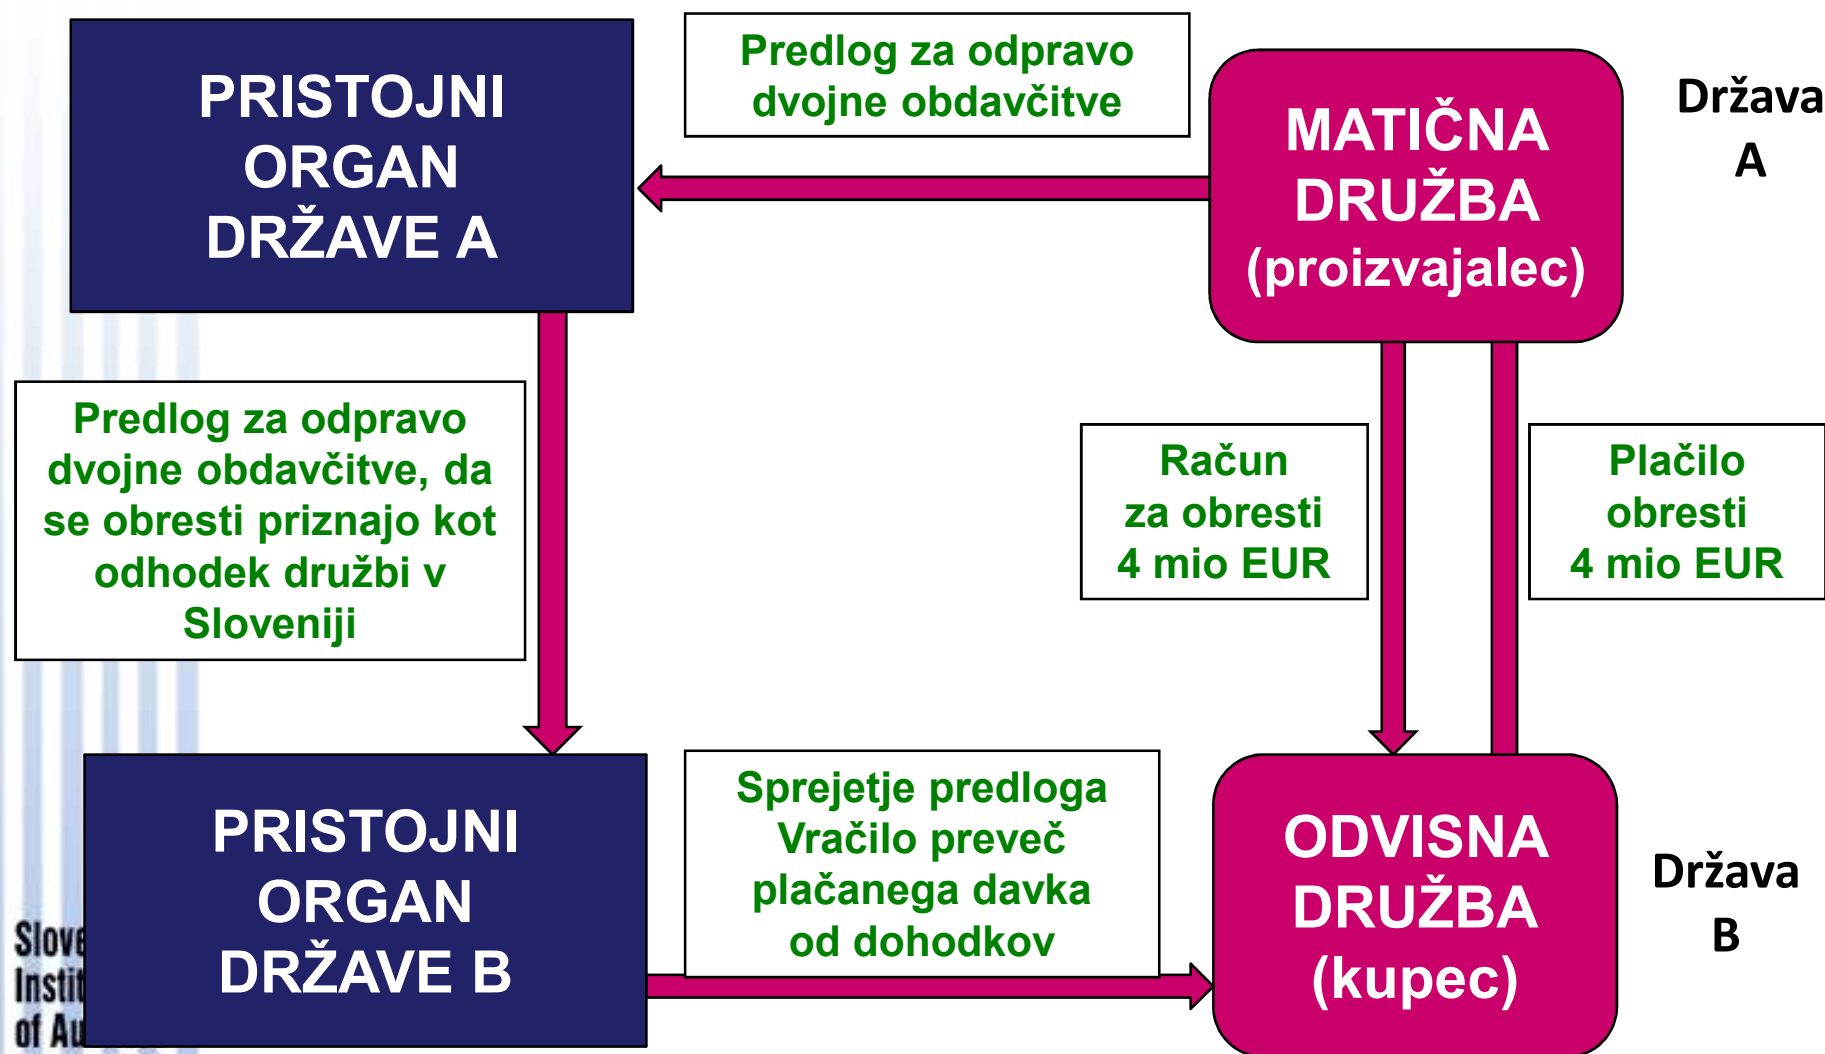 PRISTOJNI
ORGAN
DRŽAVE A
Predlog za odpravo
dvojne obdavčitve
MATIČNA
DRUŽBA
(proizvajalec)
Država
A
Predlog za odpravo
dvojne obdavčitve, da
se obresti priznajo kot
odhodek družbi v
Sloveniji
Račun
za obresti
4 mio EUR
Plačilo
obresti
4 mio EUR
PRISTOJNI
ORGAN
DRŽAVE B
Sprejetje predloga
Vračilo preveč
plačanega davka
od dohodkov
ODVISNA
DRUŽBA
(kupec)
Država
B
of